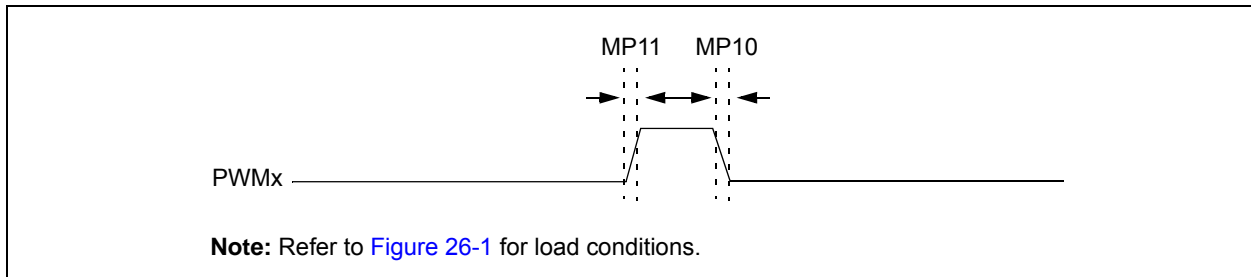 MP11 MP10
PWMx
Note: Refer to Figure 26-1 for load conditions.